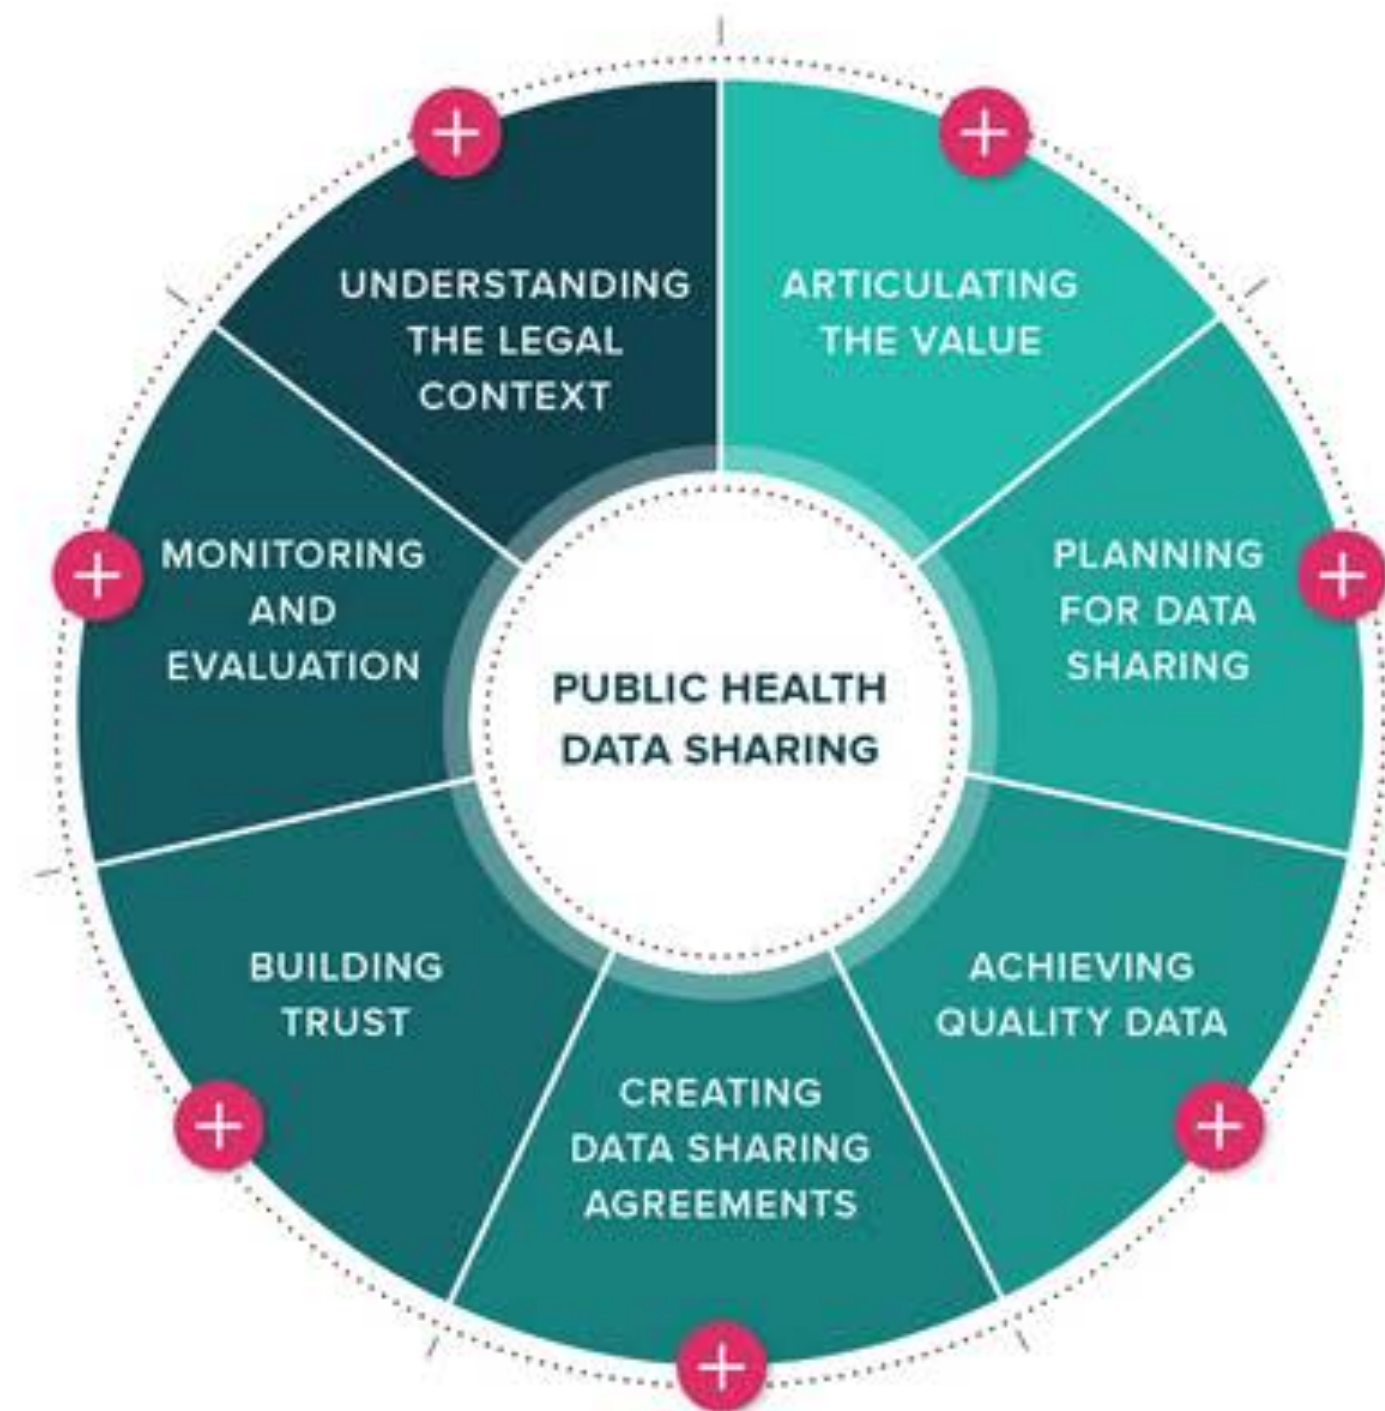 UNDERSTANDING
THE LEGAL
CONTEXT
ARTICULATING
THE VALUE
PLANNING
FOR DATA
SHARING
ACHIEVING
QUALITY DATA
CREATING
DATA SHARING
AGREEMENTS
BUILDING
TRUST
MONITORING
AND
EVALUATION
PUBLIC HEALTH
DATA SHARING